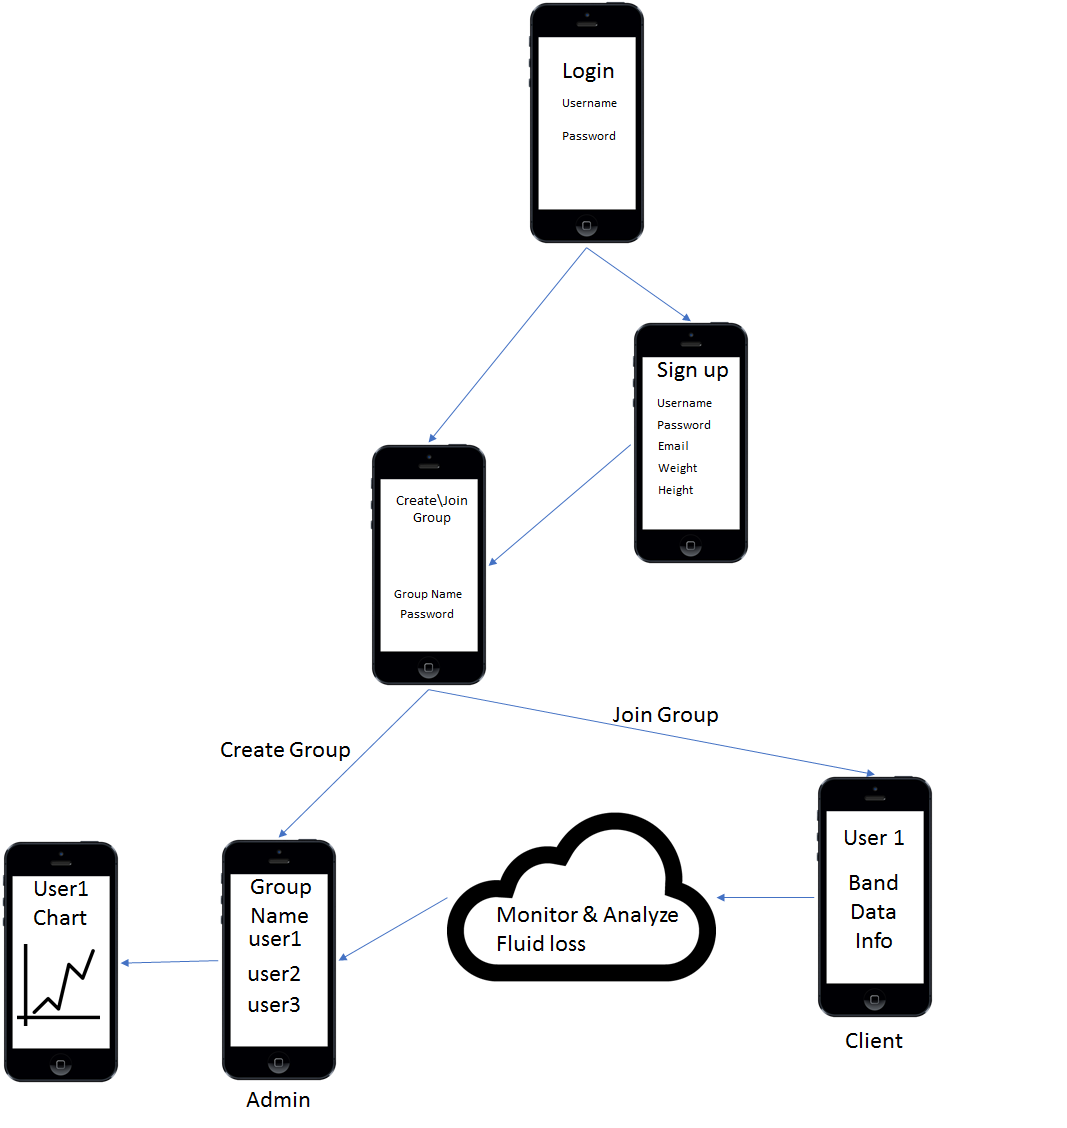 Login
Username
Password
Sign up
Username
Password
Email
Weight
Height
Create\Join
Group
Group Name
Password
Join Group
Create Group
User 1
Band
Data
Info
Client
Monitor & Analyze
Fluid loss
Group
Name
user1
user2
user3
Admin
User1
Chart